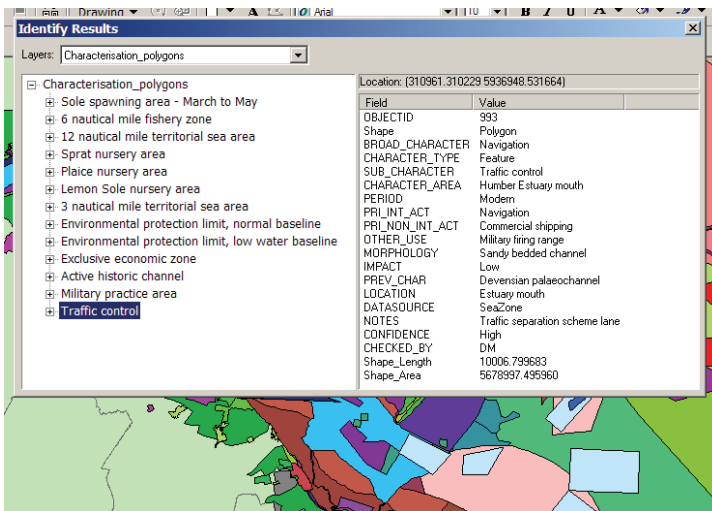 Drawing
A
Arial
10
B I U A
Identify Results
Layers: Characterisation_polygons
Characterisation_polygons
Sole spawning area - March to May
6 nautical mile fishery zone
12 nautical mile territorial sea area
Sprat nursery area
Plaice nursery area
Lemon Sole nursery area
3 nautical mile territorial sea area
Environmental protection limit, normal baseline
Environmental protection limit, low water baseline
Exclusive economic zone
Active historic channel
Military practice area
Traffic control
Location: (310961.310229 5936948.531664)
Field Value
OBJECTID 993
Shape Polygon
BROAD_CHARACTER Navigation
CHARACTER_TYPE Feature
SUB_CHARACTER Traffic control
CHARACTER_AREA Humber Estuary mouth
PERIOD Modern
PRI_INT_ACT Navigation
PRI_NON_INT_ACT Commercial shipping
OTHER_USE Military firing range
MORPHOLOGY Sandy bedded channel
IMPACT Low
PREV_CHAR Devensian palaeochannel
LOCATION Estuary mouth
DATASOURCE SeaZone
NOTES Traffic separation scheme lane
CONFIDENCE High
CHECKED_BY DM
Shape_Length 10006.799683
Shape_Area 5678997.495960